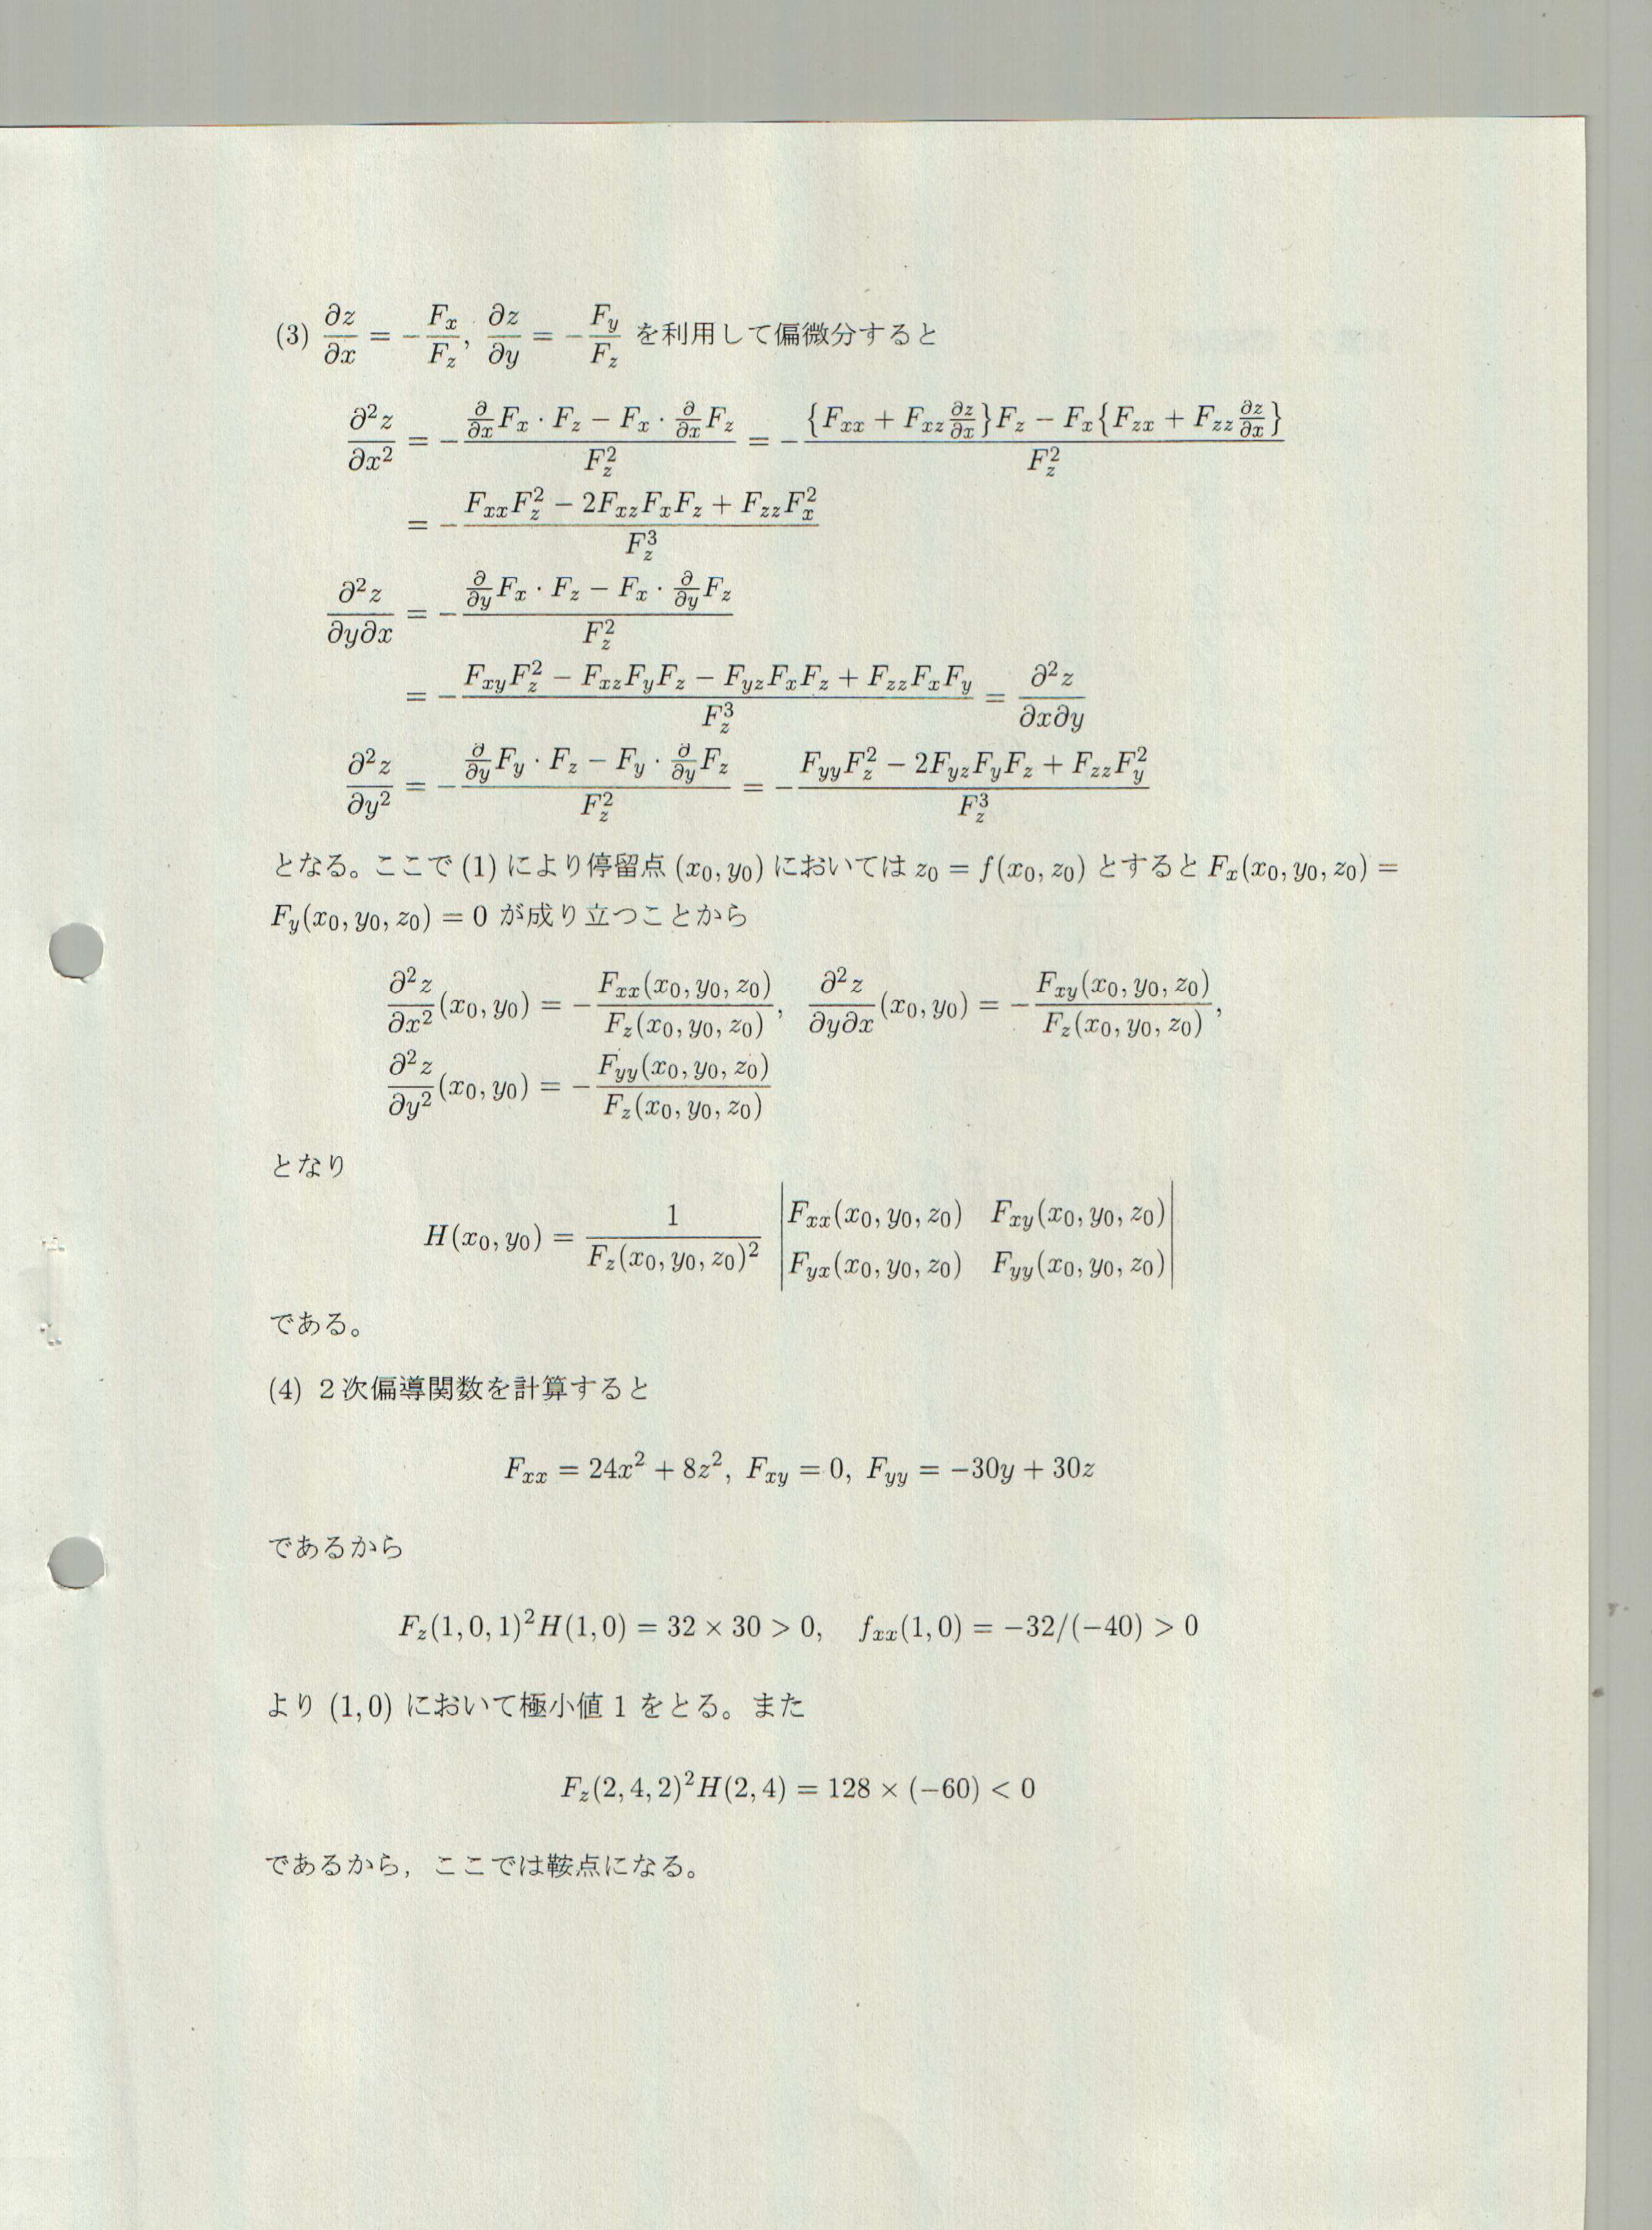 (3) $\frac{\partial z}{\partial x} = -\frac{F_x}{F_z}, \frac{\partial z}{\partial y} = -\frac{F_y}{F_z}$ を利用して偏微分すると
$\frac{\partial^2 z}{\partial x^2} = -\frac{\frac{\partial}{\partial x}F_x \cdot F_z - F_x \cdot \frac{\partial}{\partial x}F_z}{F_z^2} = -\frac{\{F_{xx} + F_{xz}\frac{\partial z}{\partial x}\}F_z - F_x\{F_{zx} + F_{zz}\frac{\partial z}{\partial x}\}}{F_z^2}$
$= -\frac{F_{xx}F_z^2 - 2F_{xz}F_xF_z + F_{zz}F_x^2}{F_z^3}$
$\frac{\partial^2 z}{\partial y \partial x} = -\frac{\frac{\partial}{\partial y}F_x \cdot F_z - F_x \cdot \frac{\partial}{\partial y}F_z}{F_z^2}$
$= -\frac{F_{xy}F_z^2 - F_{xz}F_yF_z - F_{yz}F_xF_z + F_{zz}F_xF_y}{F_z^3} = \frac{\partial^2 z}{\partial x \partial y}$
$\frac{\partial^2 z}{\partial y^2} = -\frac{\frac{\partial}{\partial y}F_y \cdot F_z - F_y \cdot \frac{\partial}{\partial y}F_z}{F_z^2} = -\frac{F_{yy}F_z^2 - 2F_{yz}F_yF_z + F_{zz}F_y^2}{F_z^3}$
となる。ここで (1) により停留点 $(x_0, y_0)$ においては $z_0 = f(x_0, z_0)$ とすると $F_x(x_0, y_0, z_0) =$
$F_y(x_0, y_0, z_0) = 0$ が成り立つことから
$\frac{\partial^2 z}{\partial x^2}(x_0, y_0) = -\frac{F_{xx}(x_0, y_0, z_0)}{F_z(x_0, y_0, z_0)}, \frac{\partial^2 z}{\partial y \partial x}(x_0, y_0) = -\frac{F_{xy}(x_0, y_0, z_0)}{F_z(x_0, y_0, z_0)},$
$\frac{\partial^2 z}{\partial y^2}(x_0, y_0) = -\frac{F_{yy}(x_0, y_0, z_0)}{F_z(x_0, y_0, z_0)}$
となり
$H(x_0, y_0) = \frac{1}{F_z(x_0, y_0, z_0)^2} \begin{vmatrix} F_{xx}(x_0, y_0, z_0) & F_{xy}(x_0, y_0, z_0) \\ F_{yx}(x_0, y_0, z_0) & F_{yy}(x_0, y_0, z_0) \end{vmatrix}$
である。
(4) ２次偏導関数を計算すると
$F_{xx} = 24x^2 + 8z^2, F_{xy} = 0, F_{yy} = -30y + 30z$
であるから
$F_z(1, 0, 1)^2 H(1, 0) = 32 \times 30 > 0, f_{xx}(1, 0) = -32/(-40) > 0$
より (1, 0) において極小値 1 をとる。また
$F_z(2, 4, 2)^2 H(2, 4) = 128 \times (-60) < 0$
であるから，ここでは鞍点になる。